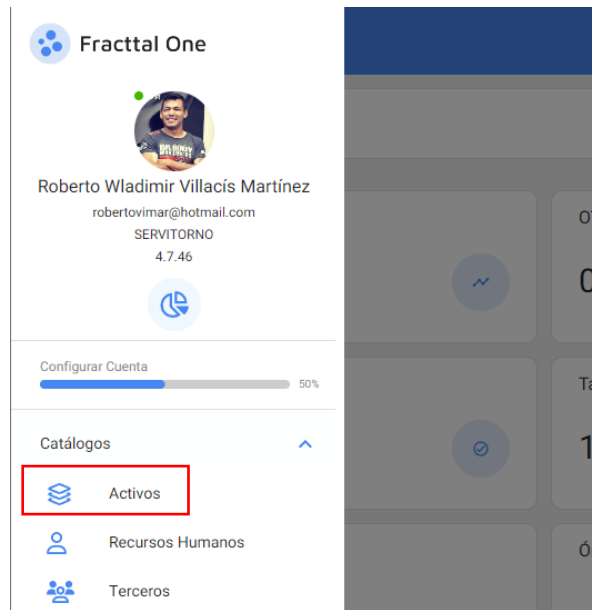 Fracttal One
Roberto Wladimir Villacís Martínez
robertovimar@hotmail.com
SERVITORNO
4.7.46
Configurar Cuenta
50%
Catálogos
Activos
Recursos Humanos
Terceros